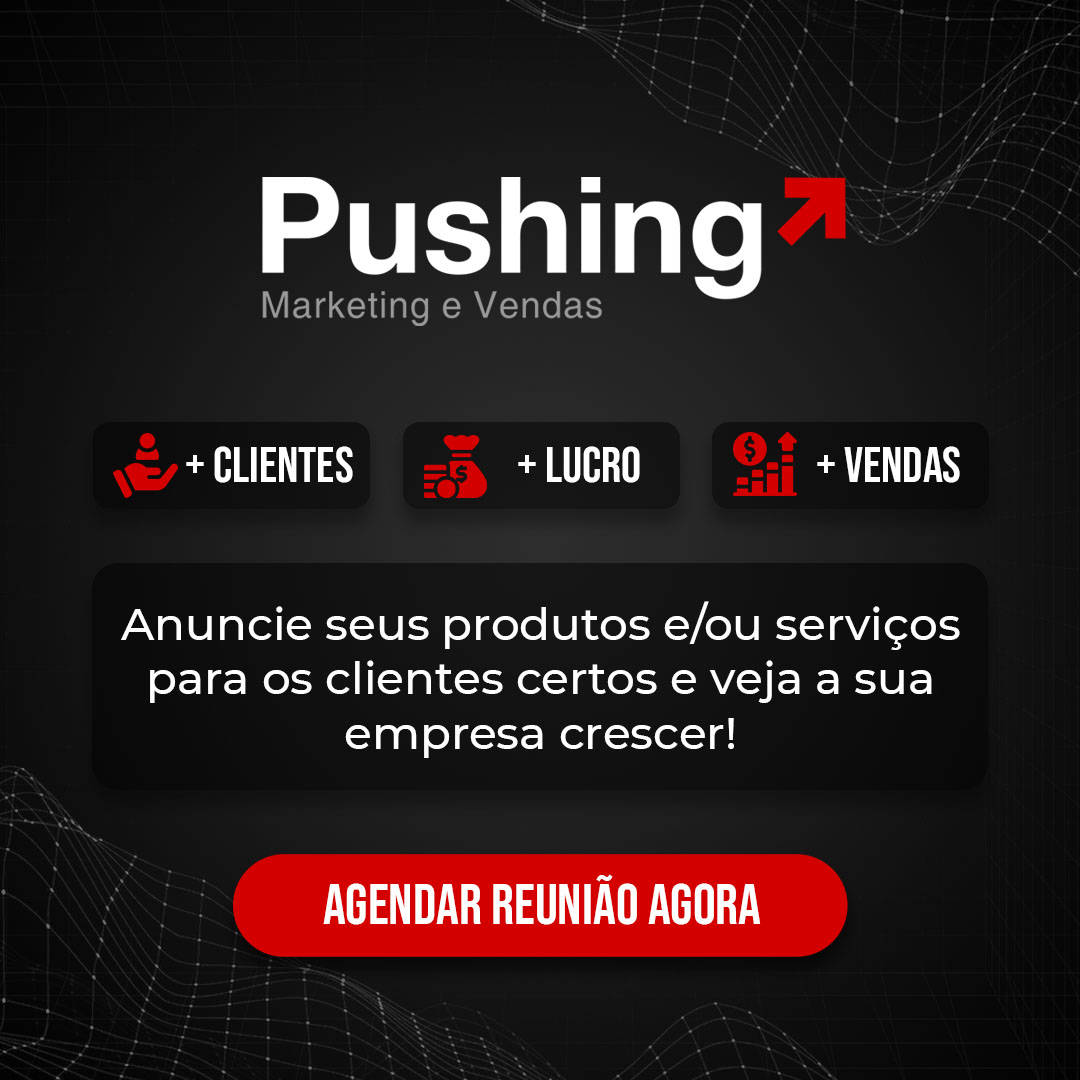 Pushing
Marketing e Vendas
+ CLIENTES
+ LUCRO
+ VENDAS
Anuncie seus produtos e/ou serviços
para os clientes certos e veja a sua
empresa crescer!
AGENDAR REUNIÃO AGORA